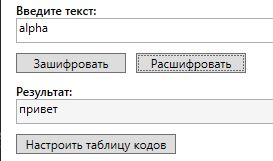 Введите текст:
alpha
Зашифровать Расшифровать
Результат:
привет
Настроить таблицу кодов